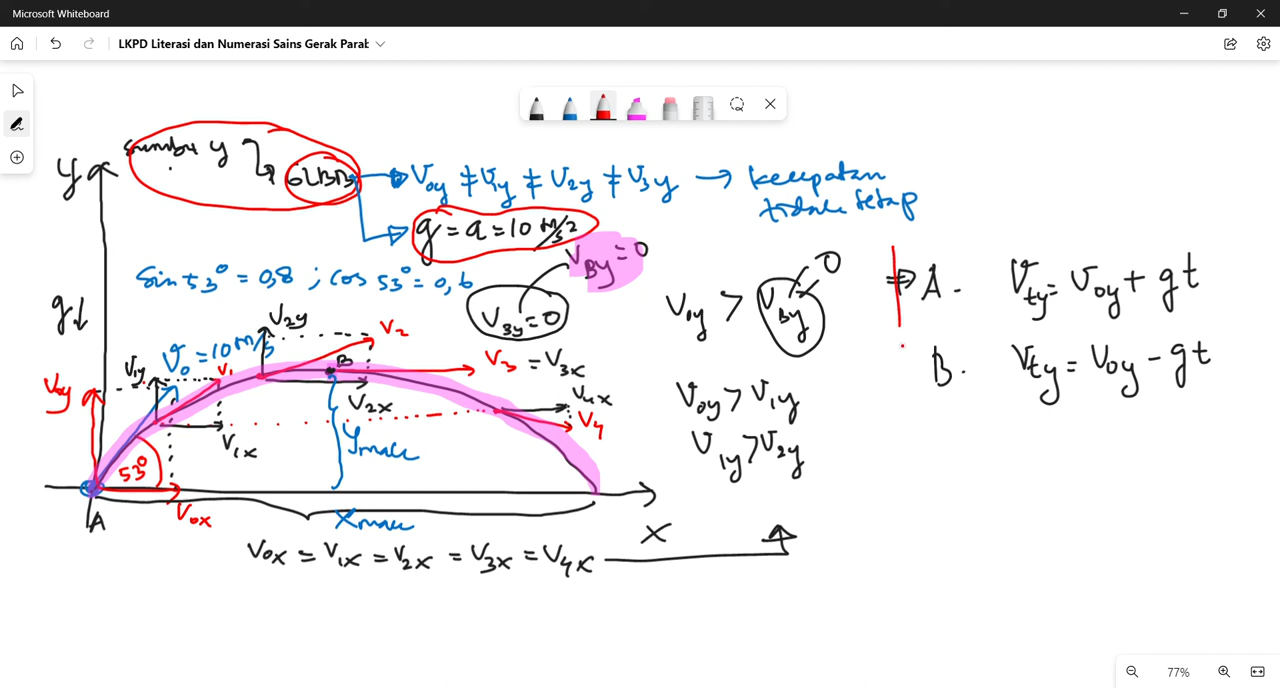 Microsoft Whiteboard
LKPD Literasi dan Numerasi Sains Gerak Parab
y
sumbu y
GLBB
Voy ≠ V1y ≠ V2y ≠ V3y → kecepatan
tidak tetap
g = a = 10 m/s2
VBy = 0
Sin 53° = 0,8 ; cos 53° = 0,6
V3y = 0
Voy > VBy
0
⇒ A. Vty = Voy + gt
g↓
V2y
V2
V0 = 10 m/s
V1y
V1
B
V3 = V3x
B. Vty = Voy - gt
Voy
V2x
V4x
V4
Voy > V1y
V1x
Ymax
V1y > V2y
53°
A
Vox
Xmax
X
Vox = V1x = V2x = V3x = V4x
77%